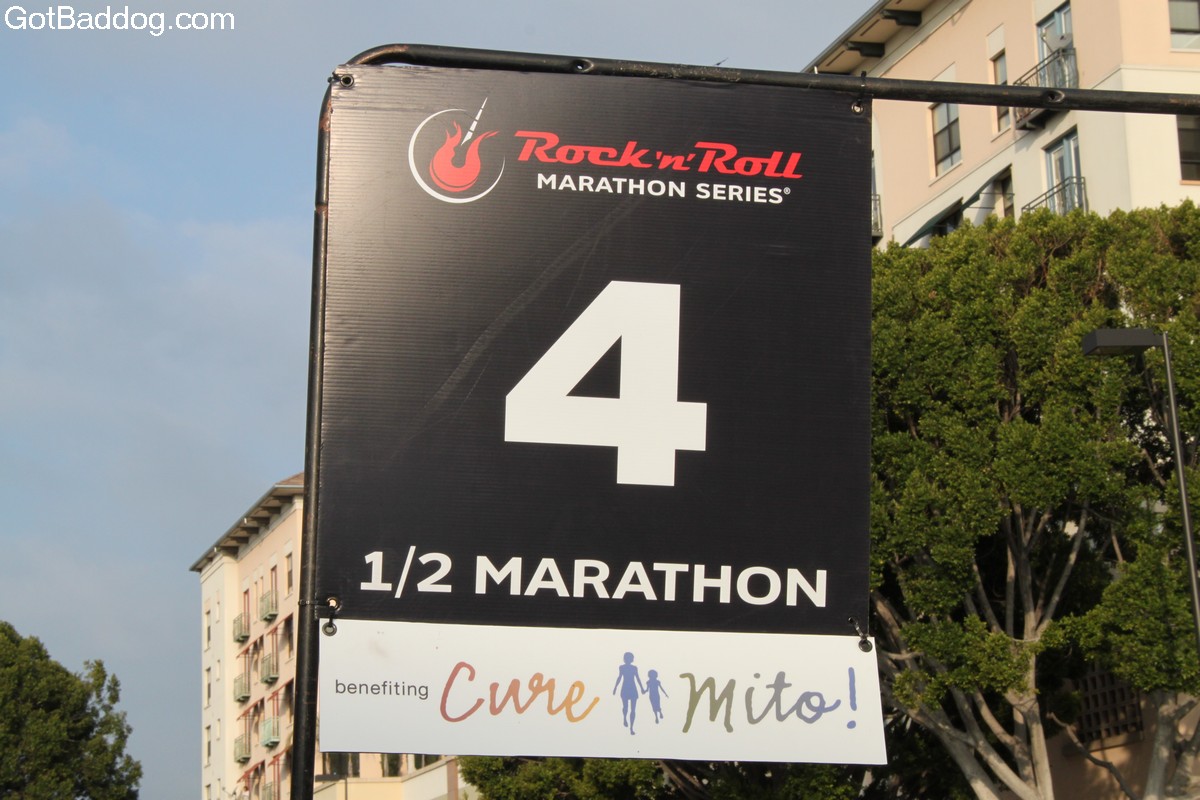 GotBaddog.com
Rock 'n' Roll
MARATHON SERIES®
4
1/2 MARATHON
benefiting Cure Mito!